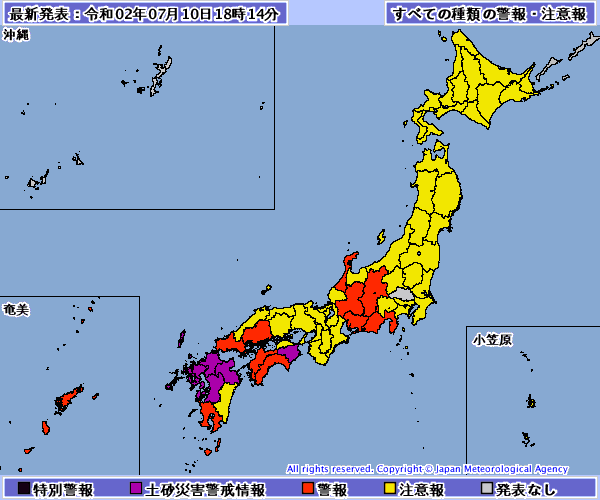 最新発表：令和02年07月10日18時14分
すべての種類の警報・注意報
沖縄
奄美
小笠原
All rights reserved. Copyright © Japan Meteorological Agency
特別警報 土砂災害警戒情報 警報 注意報 発表なし